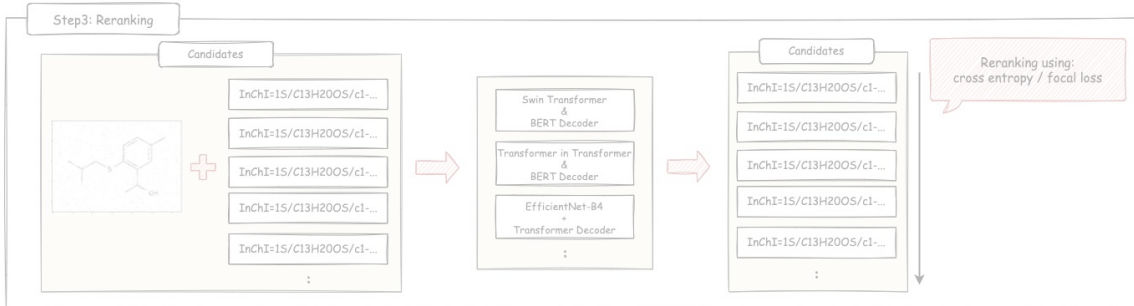 Step3: Reranking
Candidates
InChI=1S/C13H20OS/c1-...
InChI=1S/C13H20OS/c1-...
InChI=1S/C13H20OS/c1-...
InChI=1S/C13H20OS/c1-...
InChI=1S/C13H20OS/c1-...
:
S
OH
+
Swin Transformer
&
BERT Decoder
Transformer in Transformer
&
BERT Decoder
EfficientNet-B4
+
Transformer Decoder
:
Candidates
InChI=1S/C13H20OS/c1-...
InChI=1S/C13H20OS/c1-...
InChI=1S/C13H20OS/c1-...
InChI=1S/C13H20OS/c1-...
InChI=1S/C13H20OS/c1-...
:
Reranking using:
cross entropy / focal loss